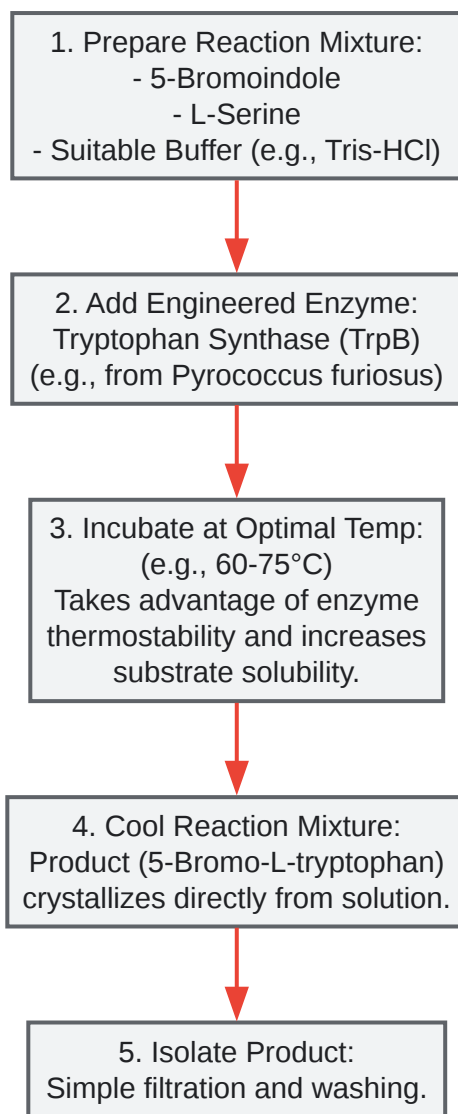 1. Prepare Reaction Mixture:
- 5-Bromoindole
- L-Serine
- Suitable Buffer (e.g., Tris-HCl)
2. Add Engineered Enzyme:
Tryptophan Synthase (TrpB)
(e.g., from Pyrococcus furiosus)
3. Incubate at Optimal Temp:
(e.g., 60-75°C)
Takes advantage of enzyme
thermostability and increases
substrate solubility.
4. Cool Reaction Mixture:
Product (5-Bromo-L-tryptophan)
crystallizes directly from solution.
5. Isolate Product:
Simple filtration and washing.